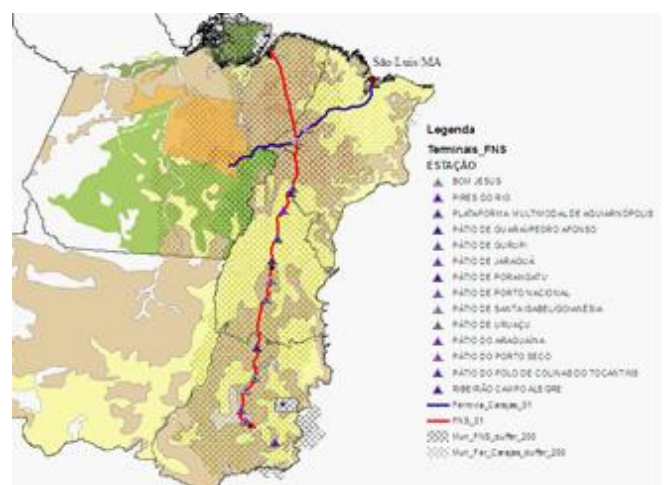 São Luis MA
Legenda
Terminais_FNS
ESTAÇÃO
BOM JESUS
PIRES DO RIO
PLATAFORMA MULTIMODAL DE AGUIARNÓPOLIS
PÁTIO DE GUARAÍ/PEDRO AFONSO
PÁTIO DE GURUPI
PÁTIO DE JARAGUÁ
PÁTIO DE PORANGATU
PÁTIO DE PORTO NACIONAL
PÁTIO DE SANTA ISABEL/GOIANÉSIA
PÁTIO DE URUAÇU
PÁTIO DO ARAGUAÍNA
PÁTIO DO PORTO SECO
PÁTIO DO POLO DE COLINAS DO TOCANTINS
RIBEIRÃO CAMPO ALEGRE
Ferrovia_Carajas_01
FNS_01
Mun_FNS_buffer_200
Mun_Fer_Carajas_buffer_200